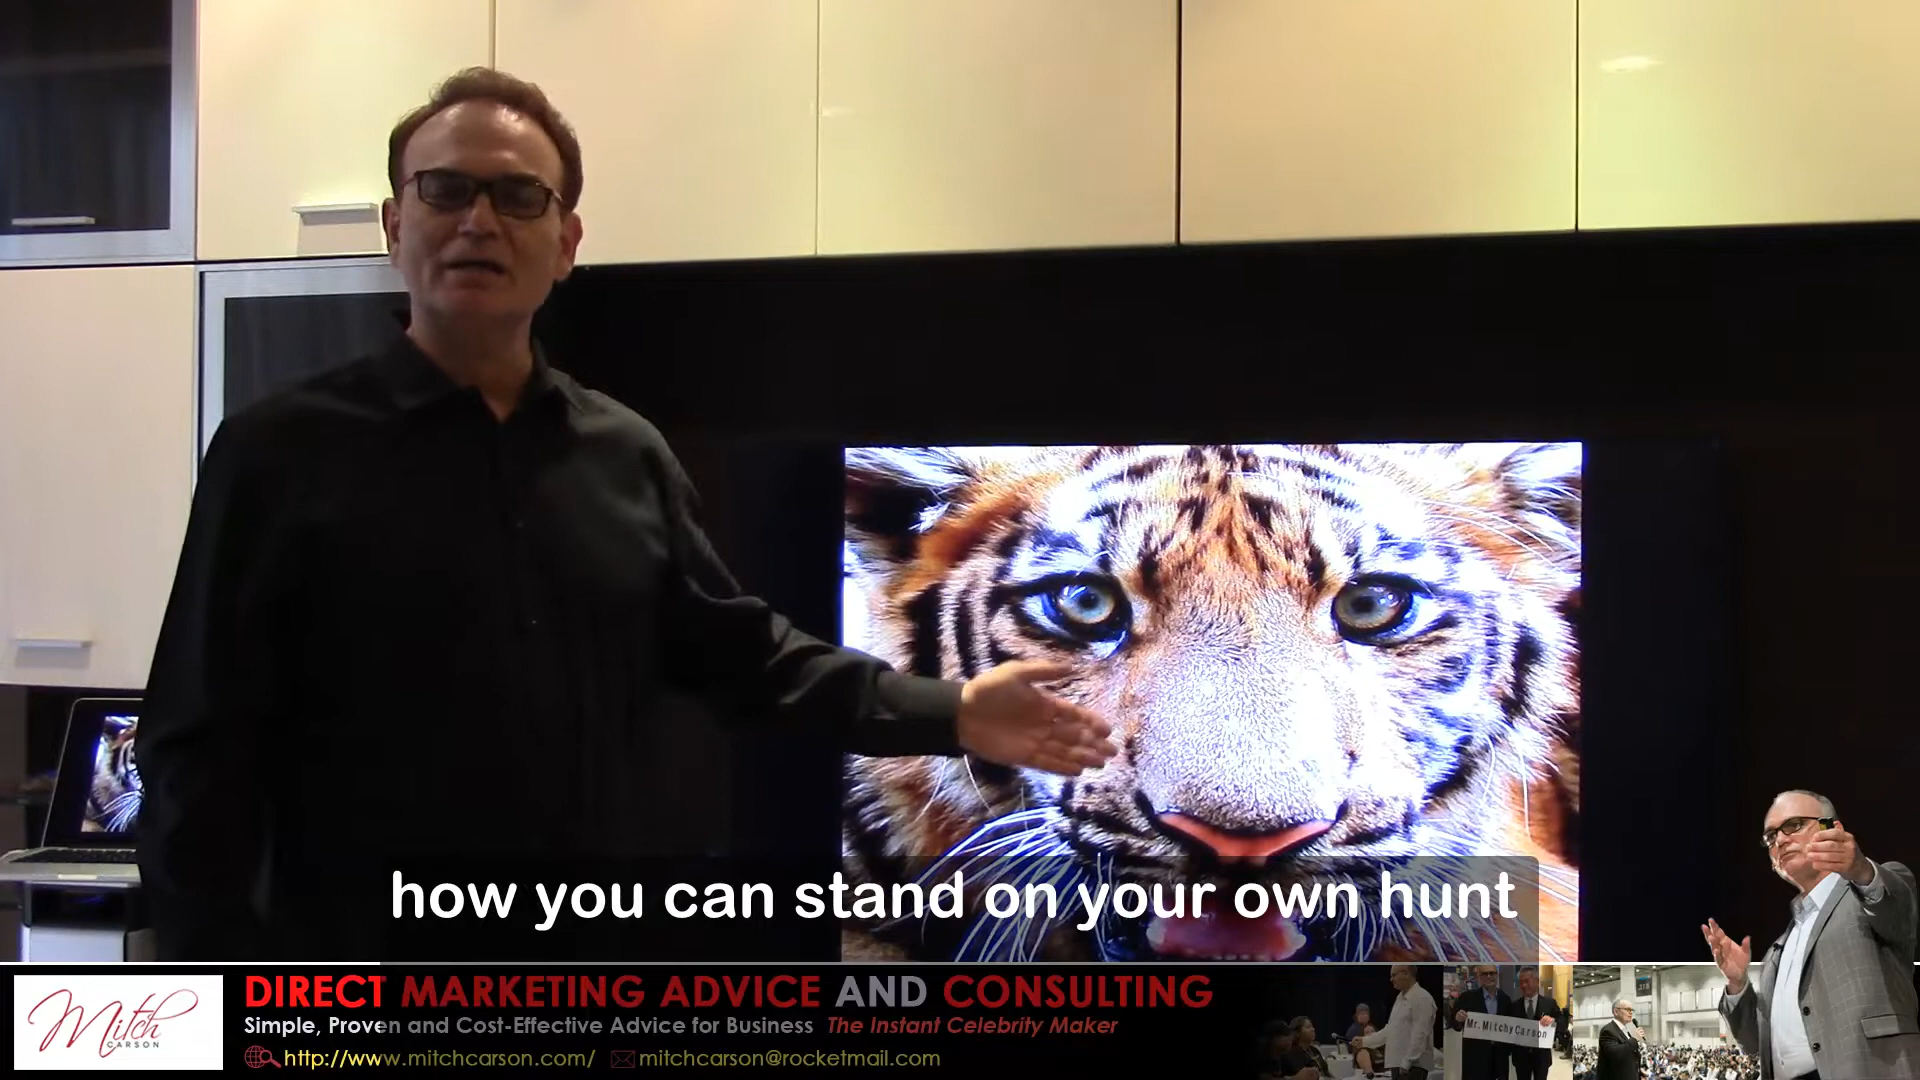 how you can stand on your own hunt
Mitch
CARSON
DIRECT MARKETING ADVICE AND CONSULTING
Simple, Proven and Cost-Effective Advice for Business The Instant Celebrity Maker
http://www.mitchcarson.com/ mitchcarson@rocketmail.com
Mr. Mitchy Carson